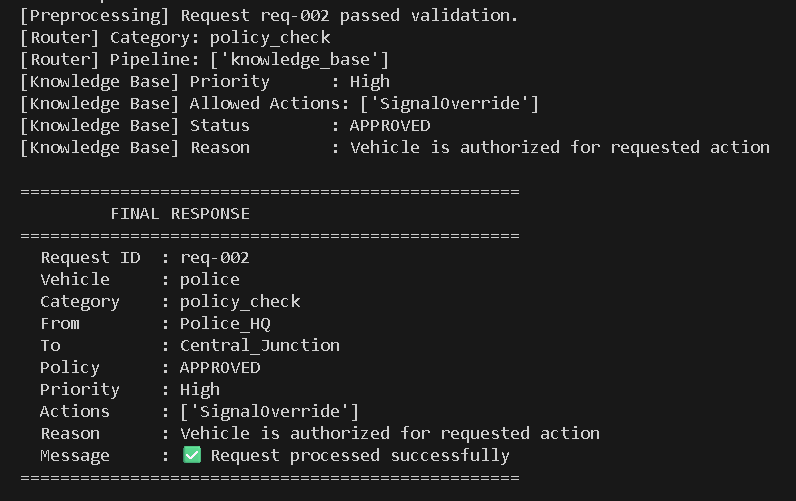 [Preprocessing] Request req-002 passed validation.
[Router] Category: policy_check
[Router] Pipeline: ['knowledge_base']
[Knowledge Base] Priority      : High
[Knowledge Base] Allowed Actions: ['SignalOverride']
[Knowledge Base] Status        : APPROVED
[Knowledge Base] Reason        : Vehicle is authorized for requested action
==================================================
         FINAL RESPONSE
==================================================
  Request ID  : req-002
  Vehicle     : police
  Category    : policy_check
  From        : Police_HQ
  To          : Central_Junction
  Policy      : APPROVED
  Priority    : High
  Actions     : ['SignalOverride']
  Reason      : Vehicle is authorized for requested action
  Message     : ✅ Request processed successfully
==================================================